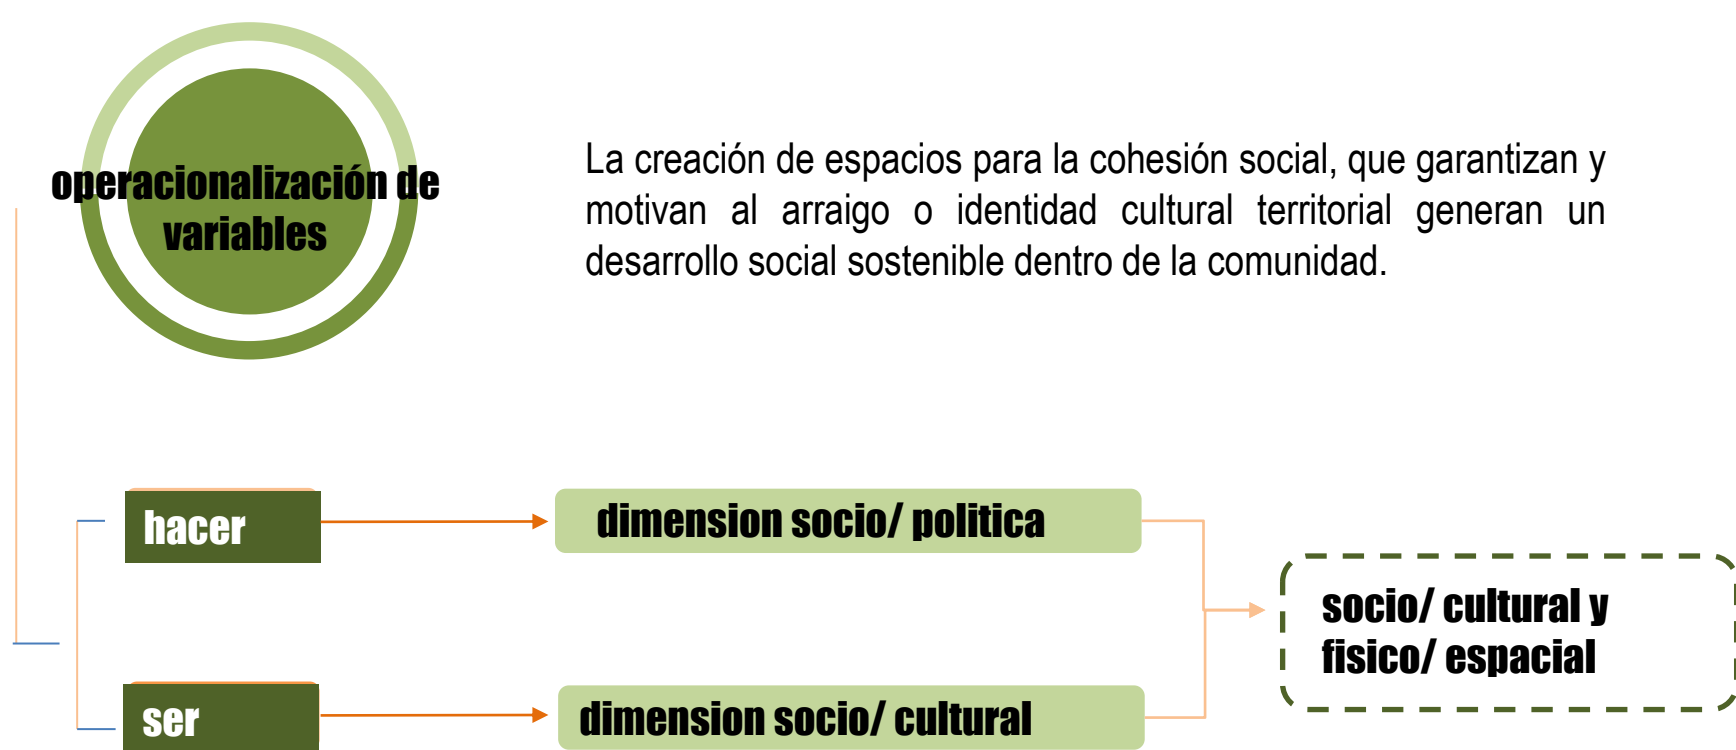 operacionalización de
variables
La creación de espacios para la cohesión social, que garantizan y
motivan al arraigo o identidad cultural territorial generan un
desarrollo social sostenible dentro de la comunidad.
hacer
dimension socio/ politica
socio/ cultural y
fisico/ espacial
ser
dimension socio/ cultural